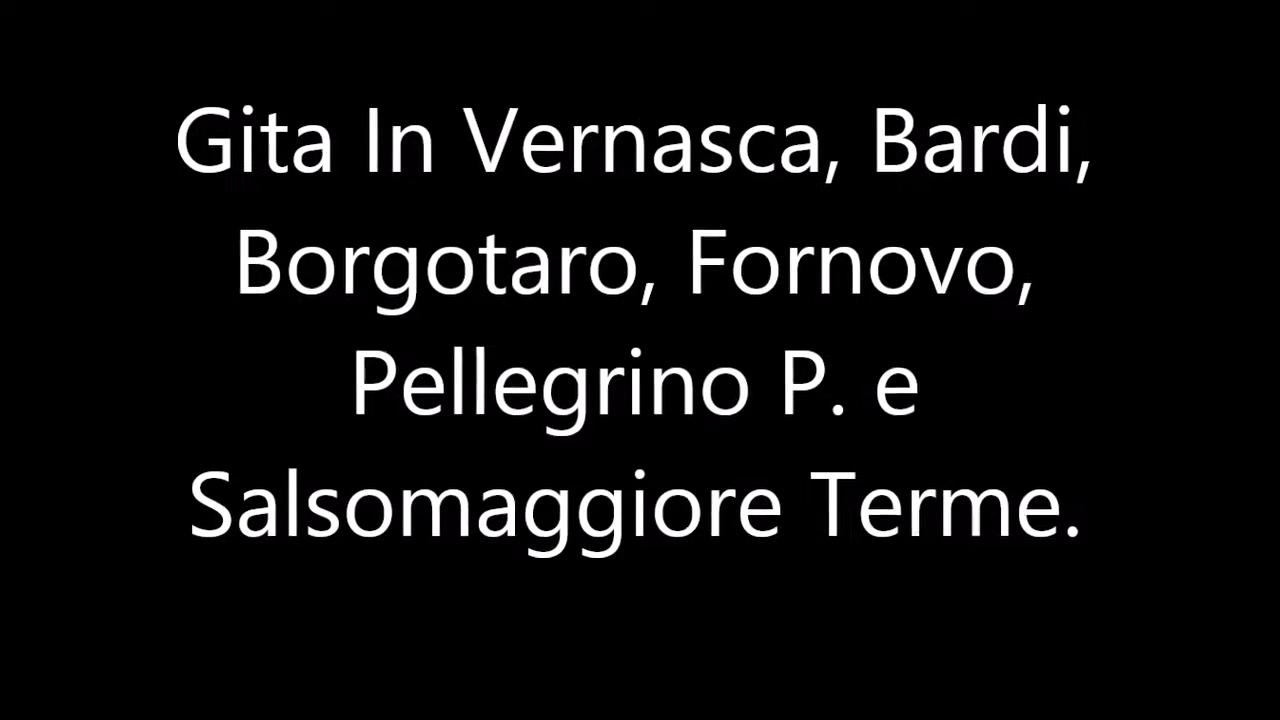 Gita In Vernasca, Bardi,
Borgotaro, Fornovo,
Pellegrino P. e
Salsomaggiore Terme.